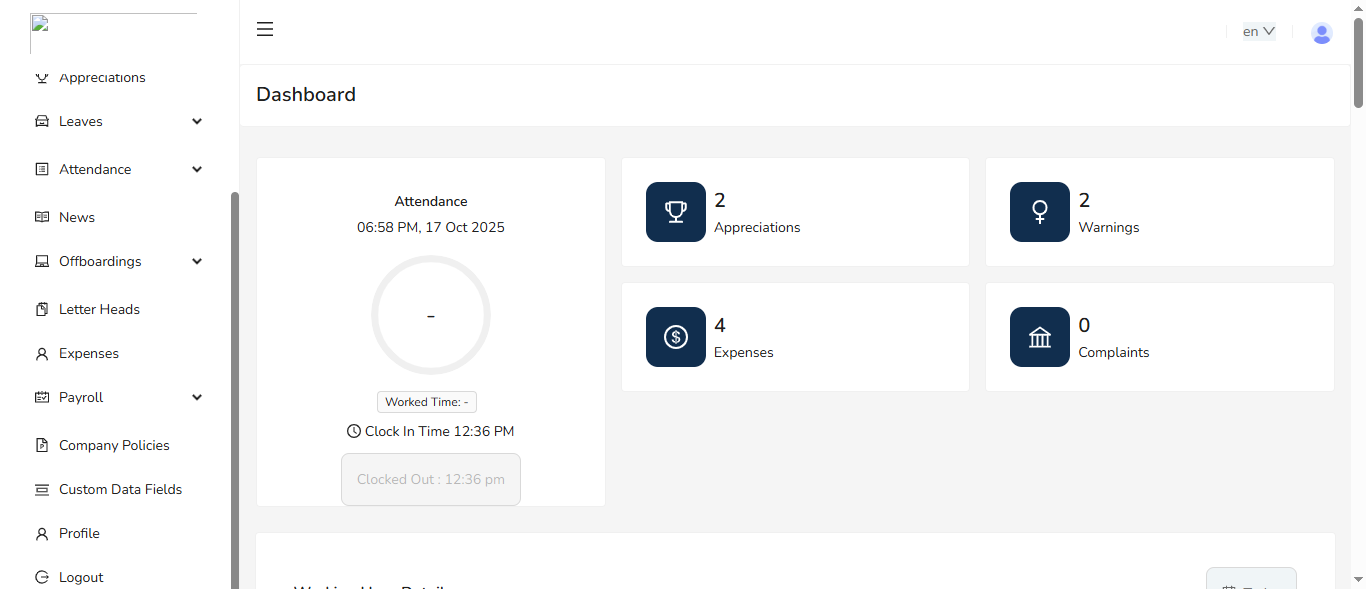 en
Appreciations
Leaves
Attendance
News
Offboardings
Letter Heads
Expenses
Payroll
Company Policies
Custom Data Fields
Profile
Logout
Dashboard
Attendance
06:58 PM, 17 Oct 2025
-
Worked Time: -
Clock In Time 12:36 PM
Clocked Out : 12:36 pm
2
Appreciations
2
Warnings
4
Expenses
0
Complaints